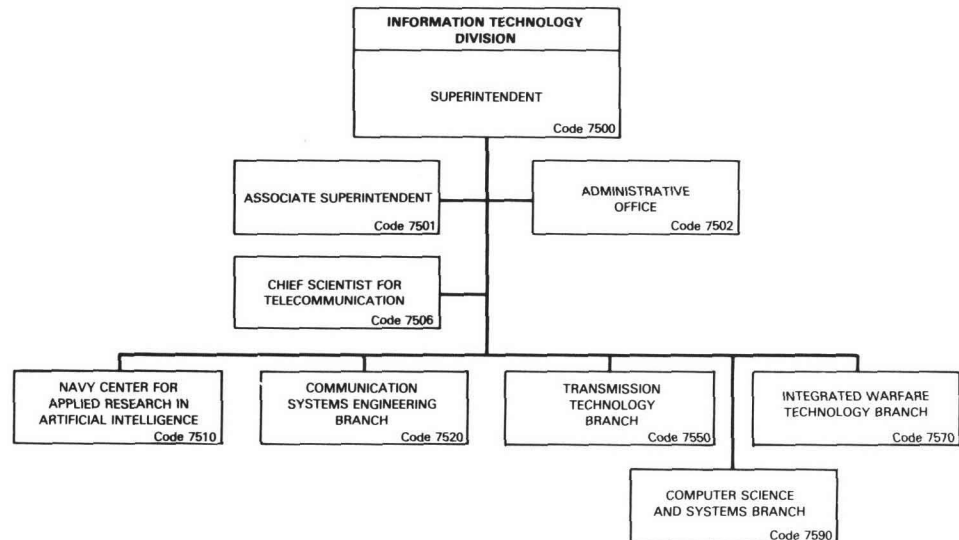 INFORMATION TECHNOLOGY
DIVISION
SUPERINTENDENT
Code 7500
ASSOCIATE SUPERINTENDENT
Code 7501
ADMINISTRATIVE
OFFICE
Code 7502
CHIEF SCIENTIST FOR
TELECOMMUNICATION
Code 7506
NAVY CENTER FOR
APPLIED RESEARCH IN
ARTIFICIAL INTELLIGENCE
Code 7510
COMMUNICATION
SYSTEMS ENGINEERING
BRANCH
Code 7520
TRANSMISSION
TECHNOLOGY
BRANCH
Code 7550
INTEGRATED WARFARE
TECHNOLOGY BRANCH
Code 7570
COMPUTER SCIENCE
AND SYSTEMS BRANCH
Code 7590